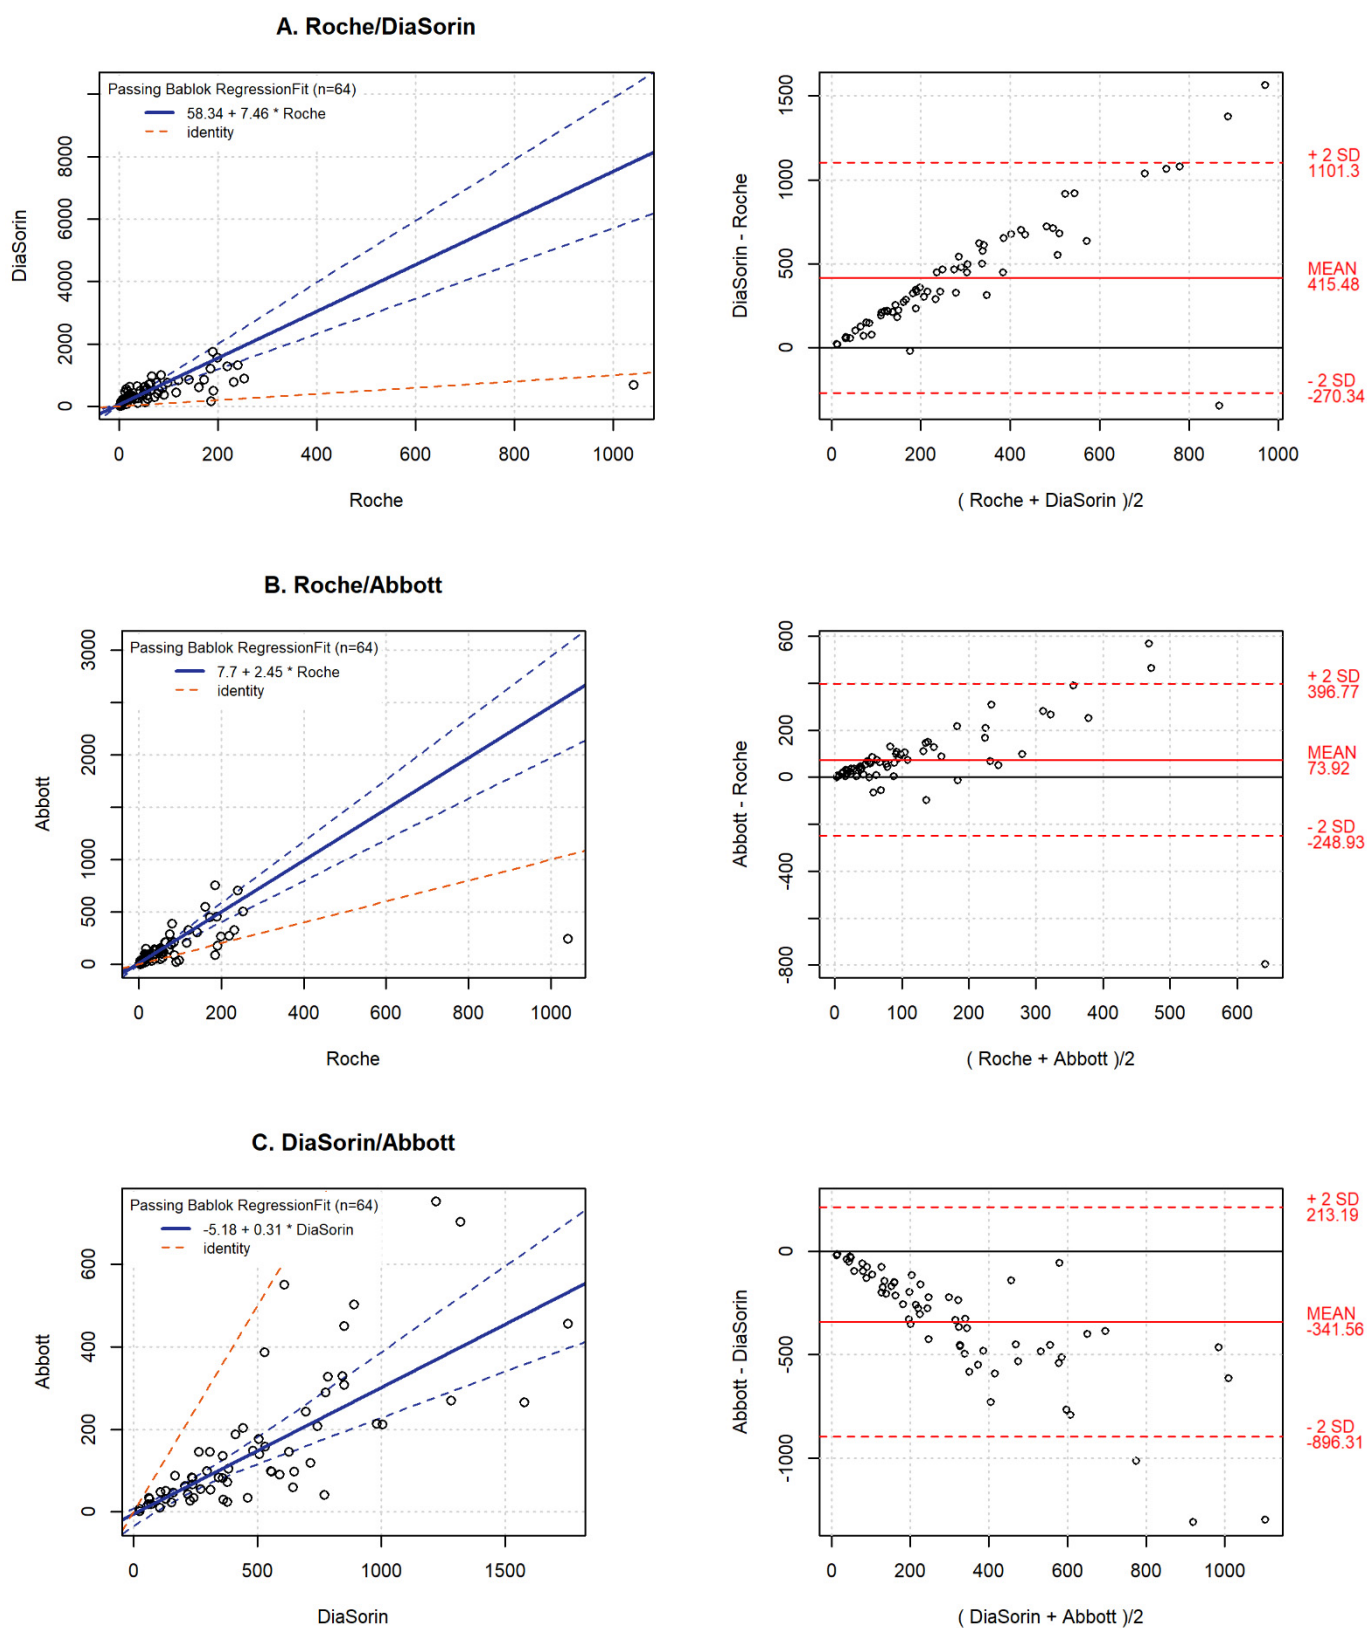 A. Roche/DiaSorin
Passing Bablok RegressionFit (n=64)
58.34 + 7.46 * Roche
identity
DiaSorin
0
2000
4000
6000
8000
0 200 400 600 800 1000
Roche
DiaSorin - Roche
0
500
1000
1500
+ 2 SD
1101.3
MEAN
415.48
- 2 SD
-270.34
0 200 400 600 800 1000
( Roche + DiaSorin )/2
B. Roche/Abbott
Passing Bablok RegressionFit (n=64)
7.7 + 2.45 * Roche
identity
Abbott
0
500
1000
2000
3000
0 200 400 600 800 1000
Roche
Abbott - Roche
-800
-400
0
200
600
+ 2 SD
396.77
MEAN
73.92
- 2 SD
-248.93
0 100 200 300 400 500 600
( Roche + Abbott )/2
C. DiaSorin/Abbott
Passing Bablok RegressionFit (n=64)
-5.18 + 0.31 * DiaSorin
identity
Abbott
0
200
400
600
0 500 1000 1500
DiaSorin
Abbott - DiaSorin
-1000
-500
0
+ 2 SD
213.19
MEAN
-341.56
- 2 SD
-896.31
0 200 400 600 800 1000
( DiaSorin + Abbott )/2